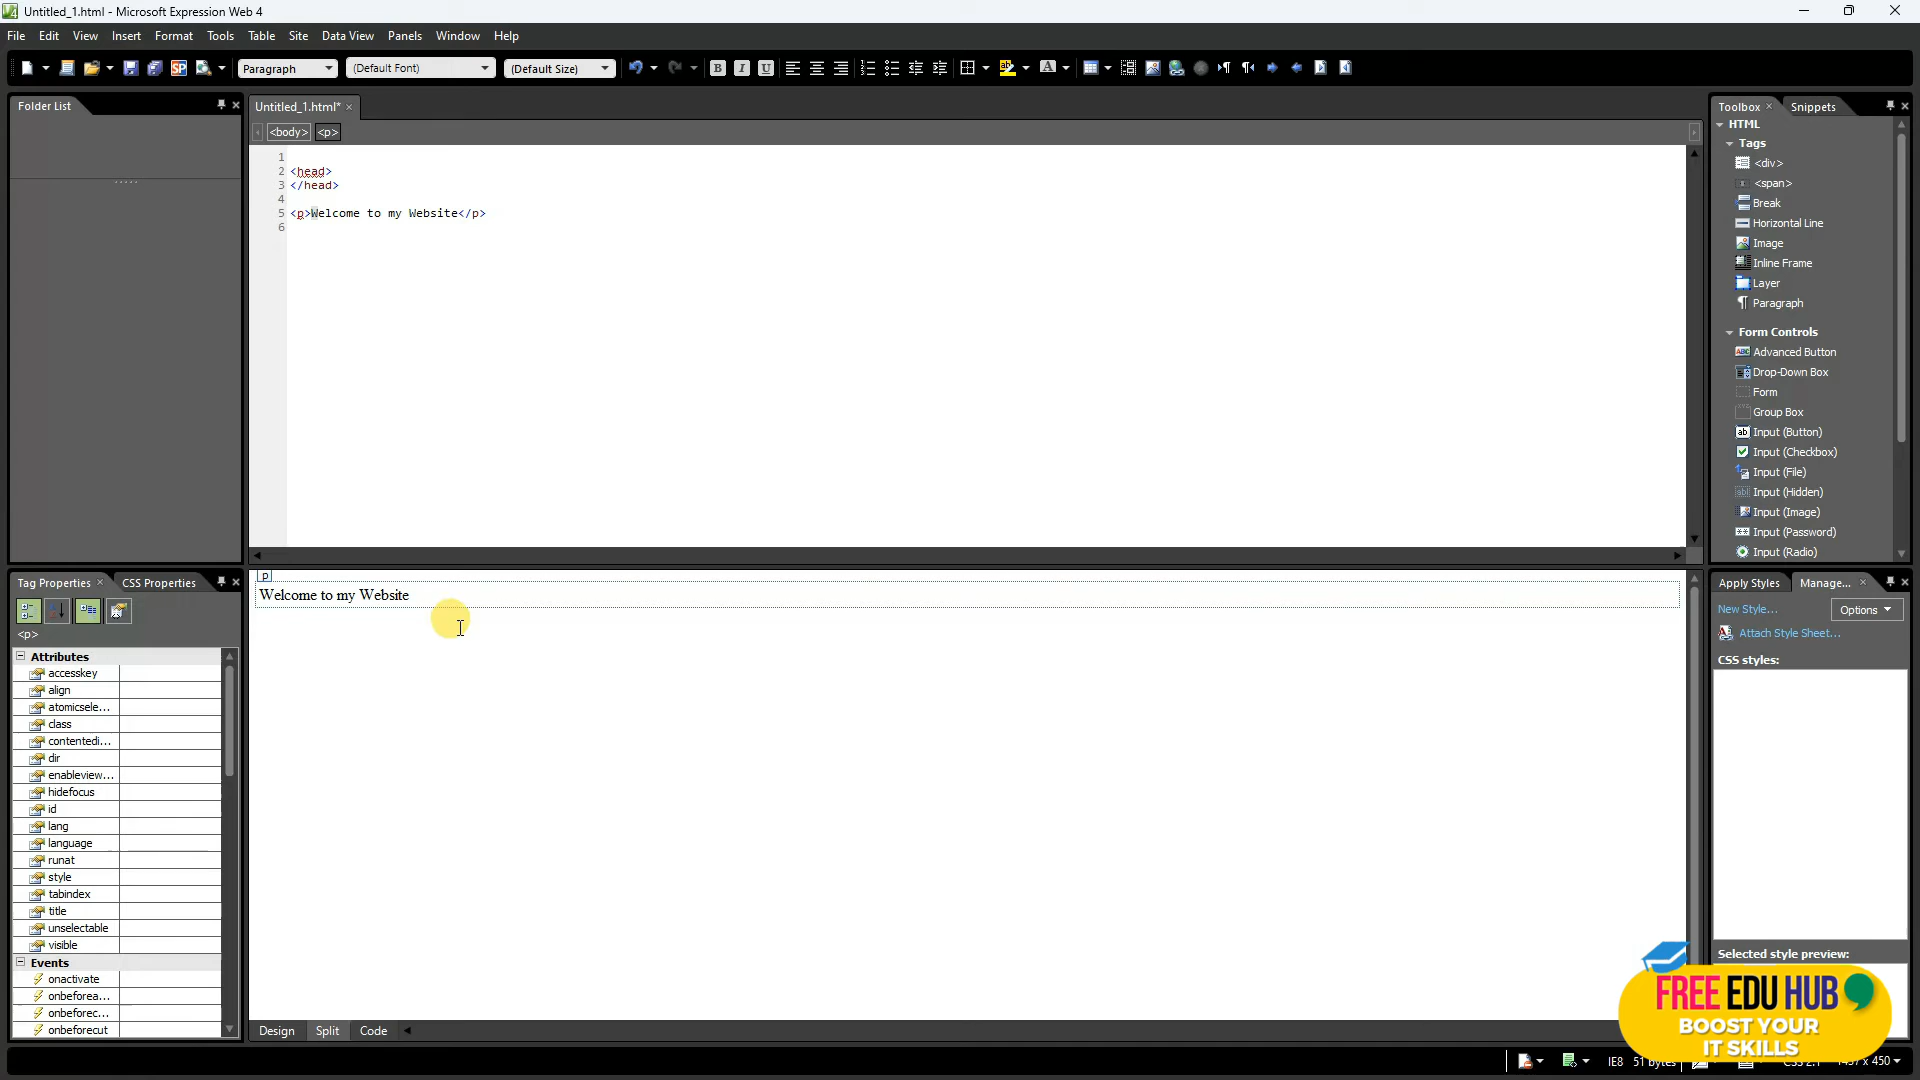 Untitled_1.html - Microsoft Expression Web 4
File Edit View Insert Format Tools Table Site Data View Panels Window Help
Paragraph (Default Font) (Default Size)
Folder List
Untitled_1.html*
<body> <p>
1
2 <head>
3 </head>
4
5 <p>Welcome to my Website</p>
6
Toolbox Snippets
HTML
Tags
<div>
<span>
Break
Horizontal Line
Image
Inline Frame
Layer
Paragraph
Form Controls
Advanced Button
Drop-Down Box
Form
Group Box
Input (Button)
Input (Checkbox)
Input (File)
Input (Hidden)
Input (Image)
Input (Password)
Input (Radio)
Tag Properties CSS Properties
<p>
Attributes
accesskey
align
atomicsele...
class
contentedi...
dir
enableview...
hidefocus
id
lang
language
runat
style
tabindex
title
unselectable
visible
Events
onactivate
onbeforea...
onbeforec...
onbeforecut
p
Welcome to my Website
Design Split Code
Apply Styles Manage...
New Style... Options
Attach Style Sheet...
CSS styles:
Selected style preview:
FREE EDU HUB
BOOST YOUR
IT SKILLS
IE8 51 bytes x 450